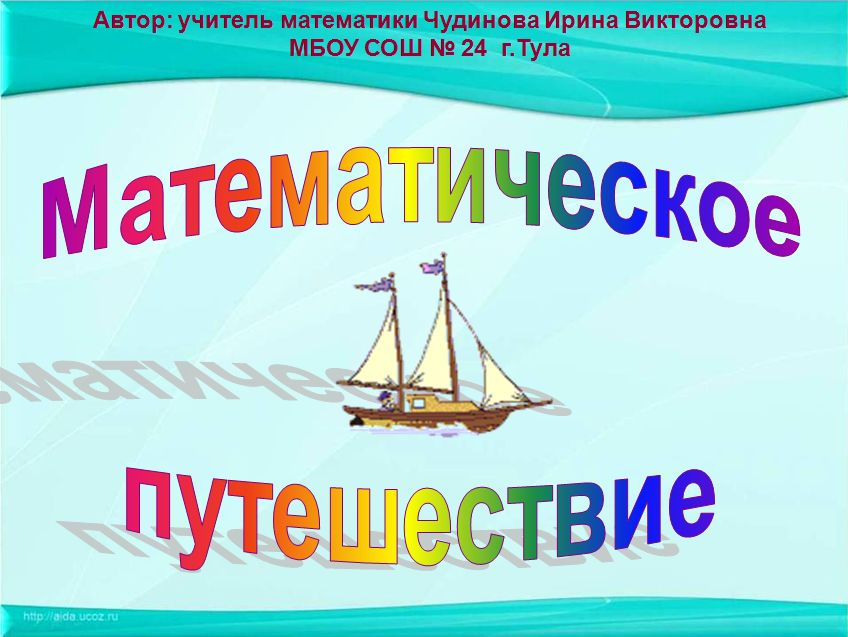 Автор: учитель математики Чудинова Ирина Викторовна
МБОУ СОШ № 24 г.Тула
Математическое
путешествие
http://aida.ucoz.ru